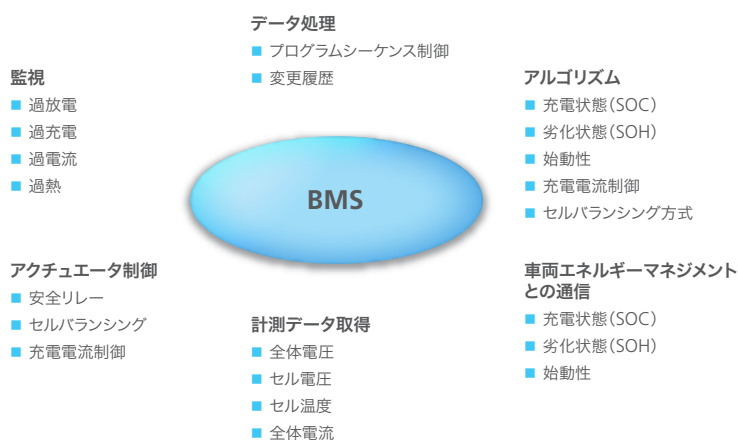 データ処理
プログラムシーケンス制御
変更履歴
監視
過放電
過充電
過電流
過熱
アルゴリズム
充電状態(SOC)
劣化状態(SOH)
始動性
充電電流制御
セルバランシング方式
BMS
アクチュエータ制御
安全リレー
セルバランシング
充電電流制御
計測データ取得
全体電圧
セル電圧
セル温度
全体電流
車両エネルギーマネジメント
との通信
充電状態(SOC)
劣化状態(SOH)
始動性